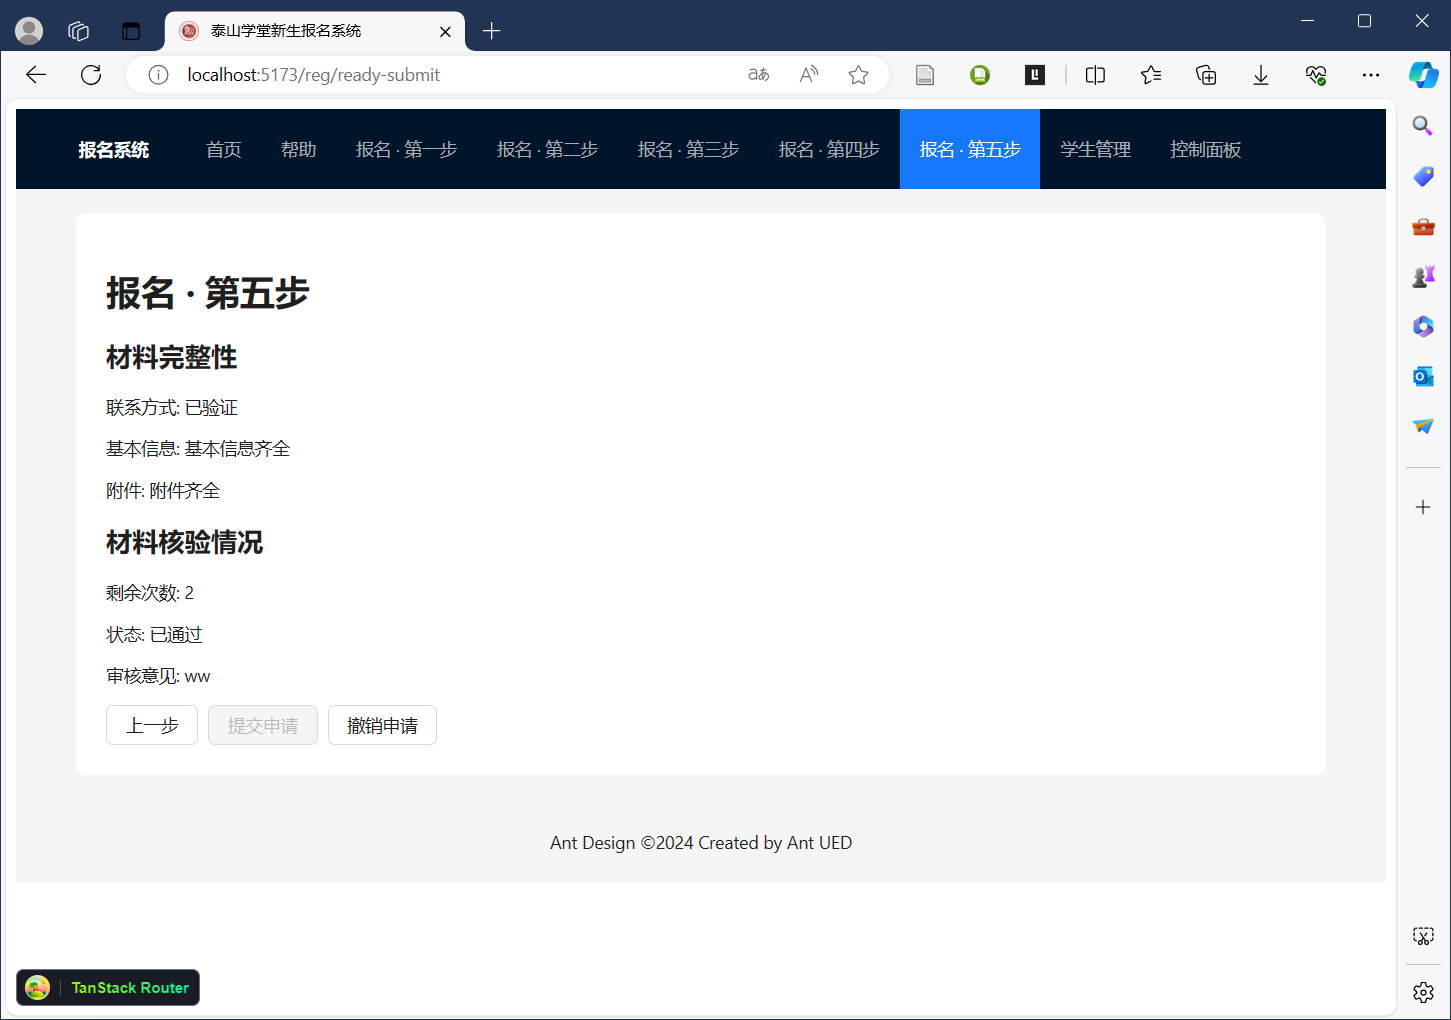 泰山学堂新生报名系统
localhost:5173/reg/ready-submit
报名系统 首页 帮助 报名 · 第一步 报名 · 第二步 报名 · 第三步 报名 · 第四步 报名 · 第五步 学生管理 控制面板
报名 · 第五步
材料完整性
联系方式: 已验证
基本信息: 基本信息齐全
附件: 附件齐全
材料核验情况
剩余次数: 2
状态: 已通过
审核意见: ww
上一步 提交申请 撤销申请
Ant Design ©2024 Created by Ant UED
TanStack Router